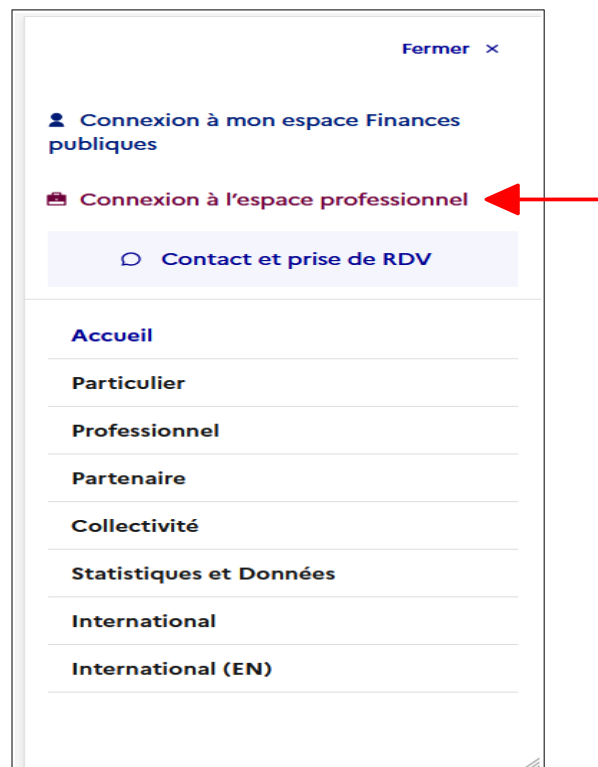 Fermer ×
Connexion à mon espace Finances
publiques
Connexion à l’espace professionnel
Contact et prise de RDV
Accueil
Particulier
Professionnel
Partenaire
Collectivité
Statistiques et Données
International
International (EN)